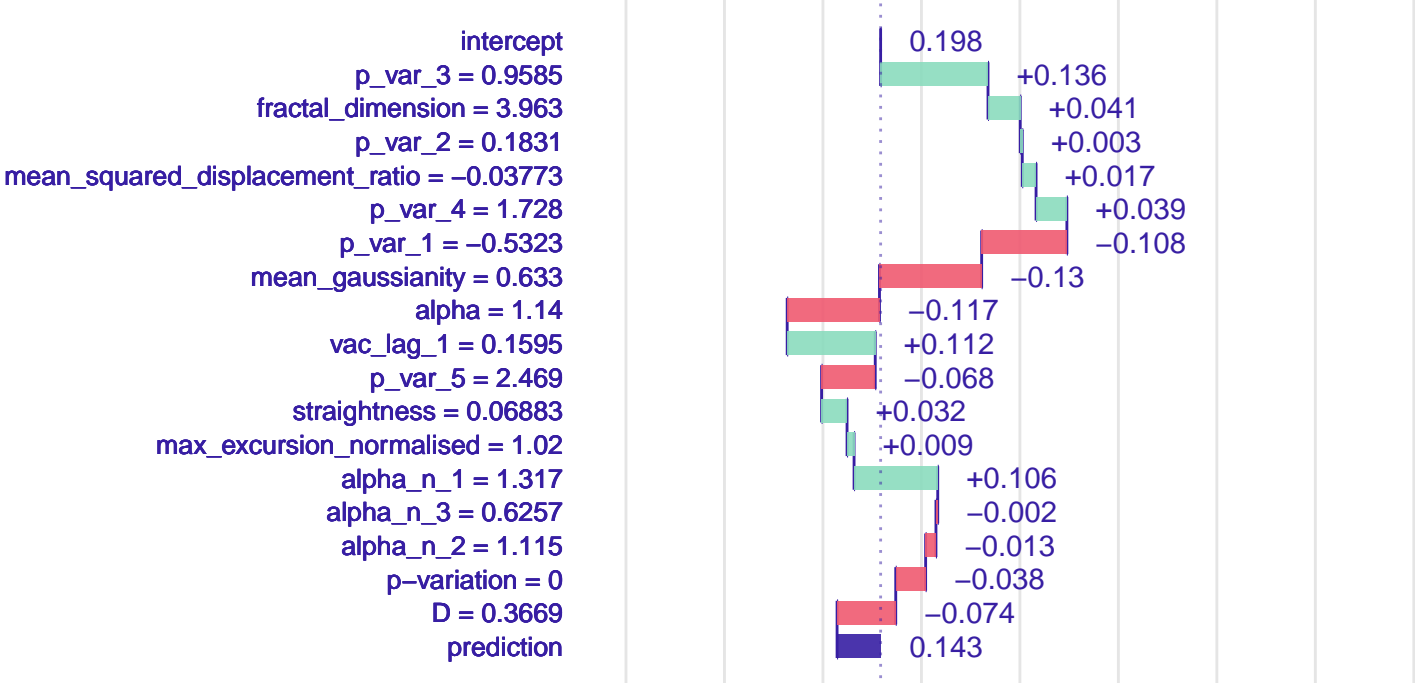 intercept 0.198
p_var_3 = 0.9585 +0.136
fractal_dimension = 3.963 +0.041
p_var_2 = 0.1831 +0.003
mean_squared_displacement_ratio = −0.03773 +0.017
p_var_4 = 1.728 +0.039
p_var_1 = −0.5323 −0.108
mean_gaussianity = 0.633 −0.13
alpha = 1.14 −0.117
vac_lag_1 = 0.1595 +0.112
p_var_5 = 2.469 −0.068
straightness = 0.06883 +0.032
max_excursion_normalised = 1.02 +0.009
alpha_n_1 = 1.317 +0.106
alpha_n_3 = 0.6257 −0.002
alpha_n_2 = 1.115 −0.013
p−variation = 0 −0.038
D = 0.3669 −0.074
prediction 0.143